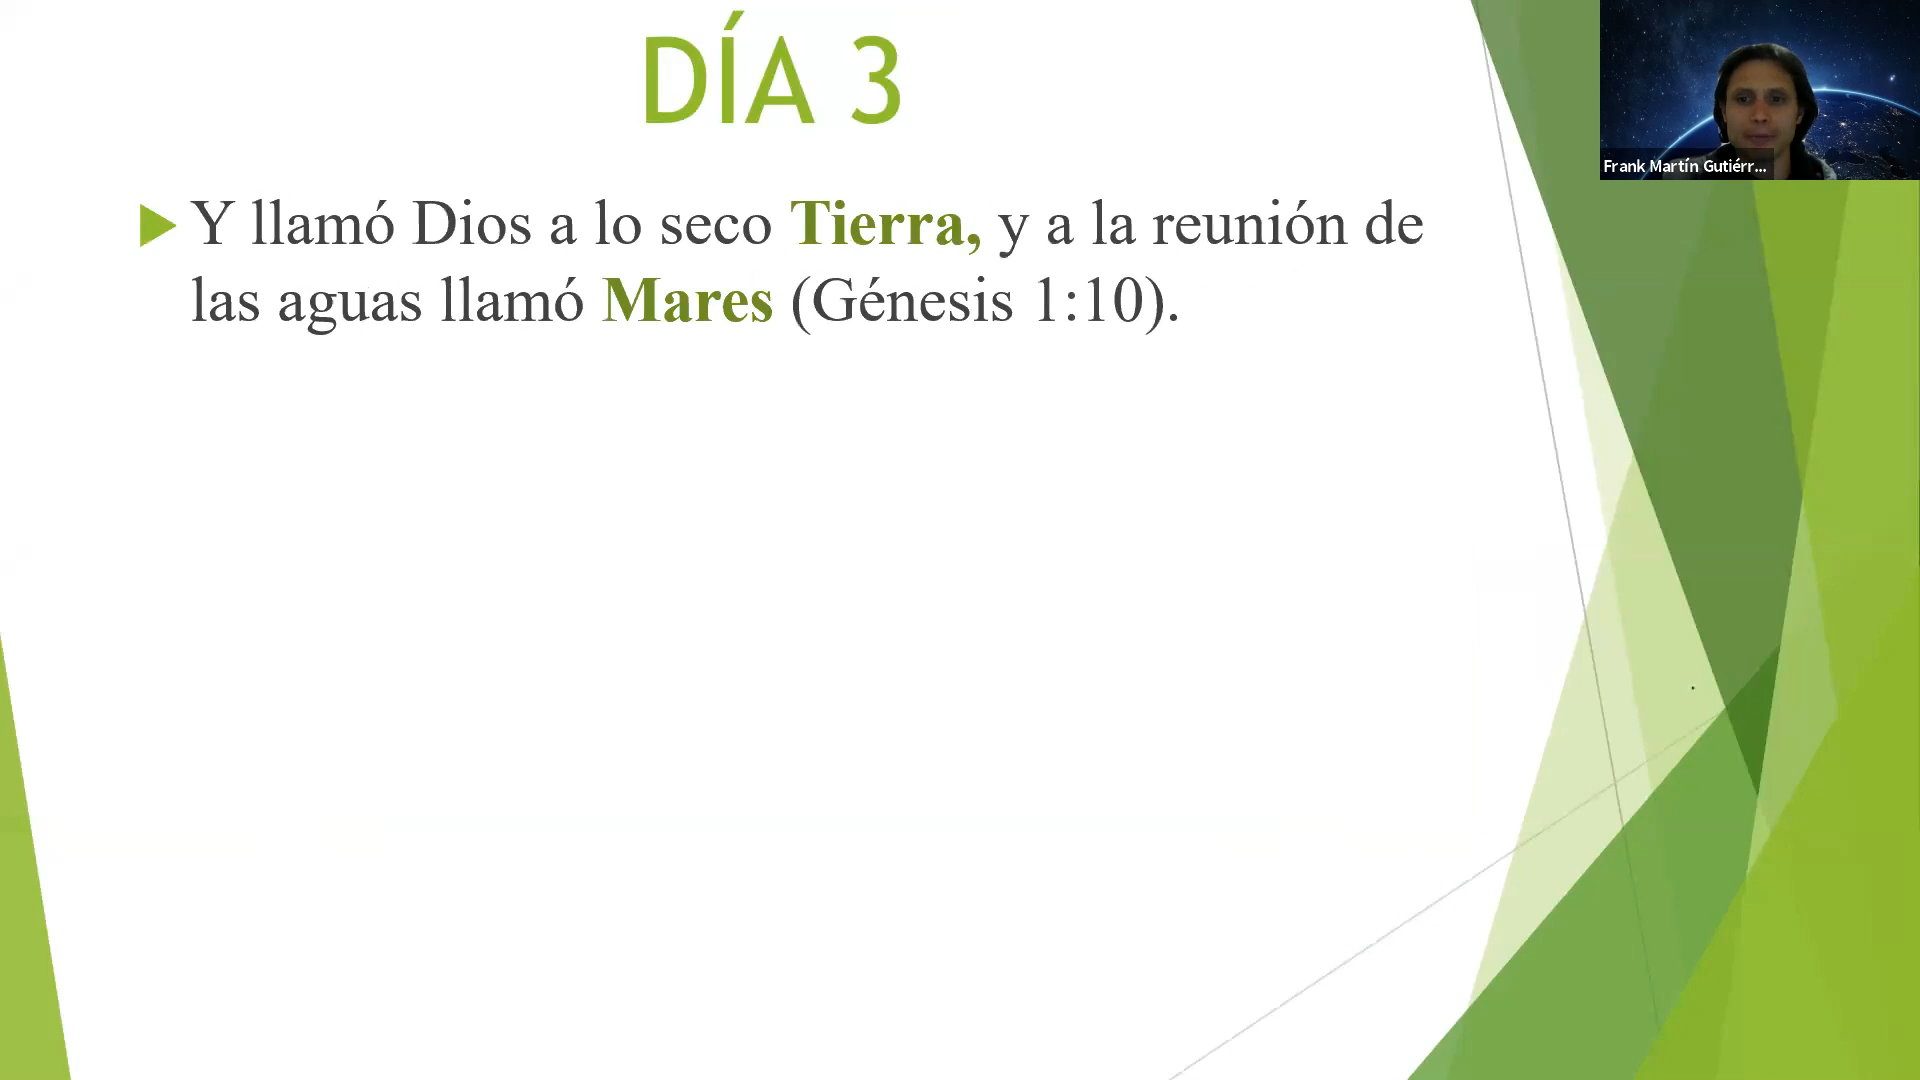 DÍA 3
Frank Martín Gutiérr...
Y llamó Dios a lo seco Tierra, y a la reunión de
las aguas llamó Mares (Génesis 1:10).